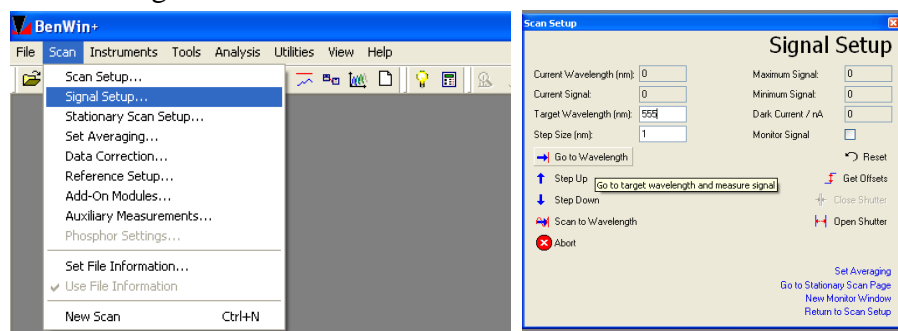 BenWin+
File Scan Instruments Tools Analysis Utilities View Help
Scan Setup...
Signal Setup...
Stationary Scan Setup...
Set Averaging...
Data Correction...
Reference Setup...
Add-On Modules...
Auxiliary Measurements...
Phosphor Settings...
Set File Information...
Use File Information
New Scan Ctrl+N
Scan Setup
Signal Setup
Current Wavelength (nm): 0 Maximum Signal: 0
Current Signal: 0 Minimum Signal: 0
Target Wavelength (nm): 555 Dark Current / nA 0
Step Size (nm): 1 Monitor Signal
Go to Wavelength Reset
Step Up Go to target wavelength and measure signal Get Offsets
Step Down Close Shutter
Scan to Wavelength Open Shutter
Abort
Set Averaging
Go to Stationary Scan Page
New Monitor Window
Return to Scan Setup